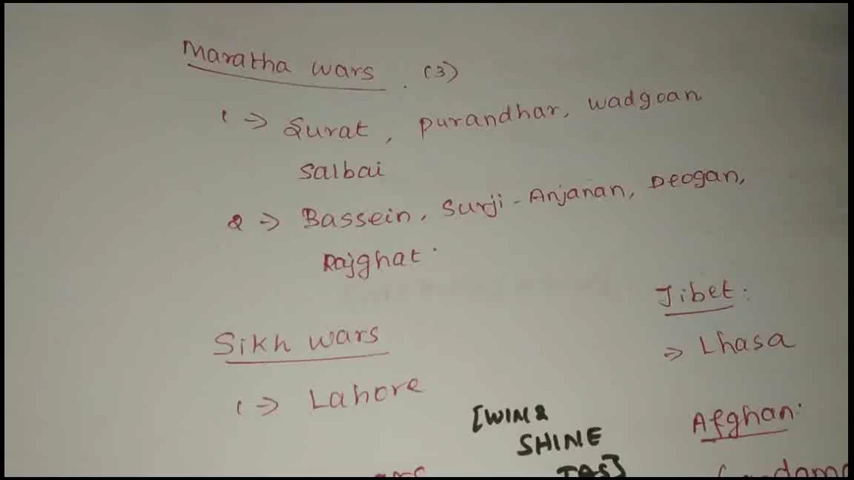 Maratha wars . (3)
1 => Surat, purandhar, wadgoan
salbai
2 => Bassein, Surji-Anjanan, Deogan,
Rajghat.
Sikh wars
1 => Lahore
Tibet:
=> Lhasa
Afghan:
[WIN &
SHINE
IAS]